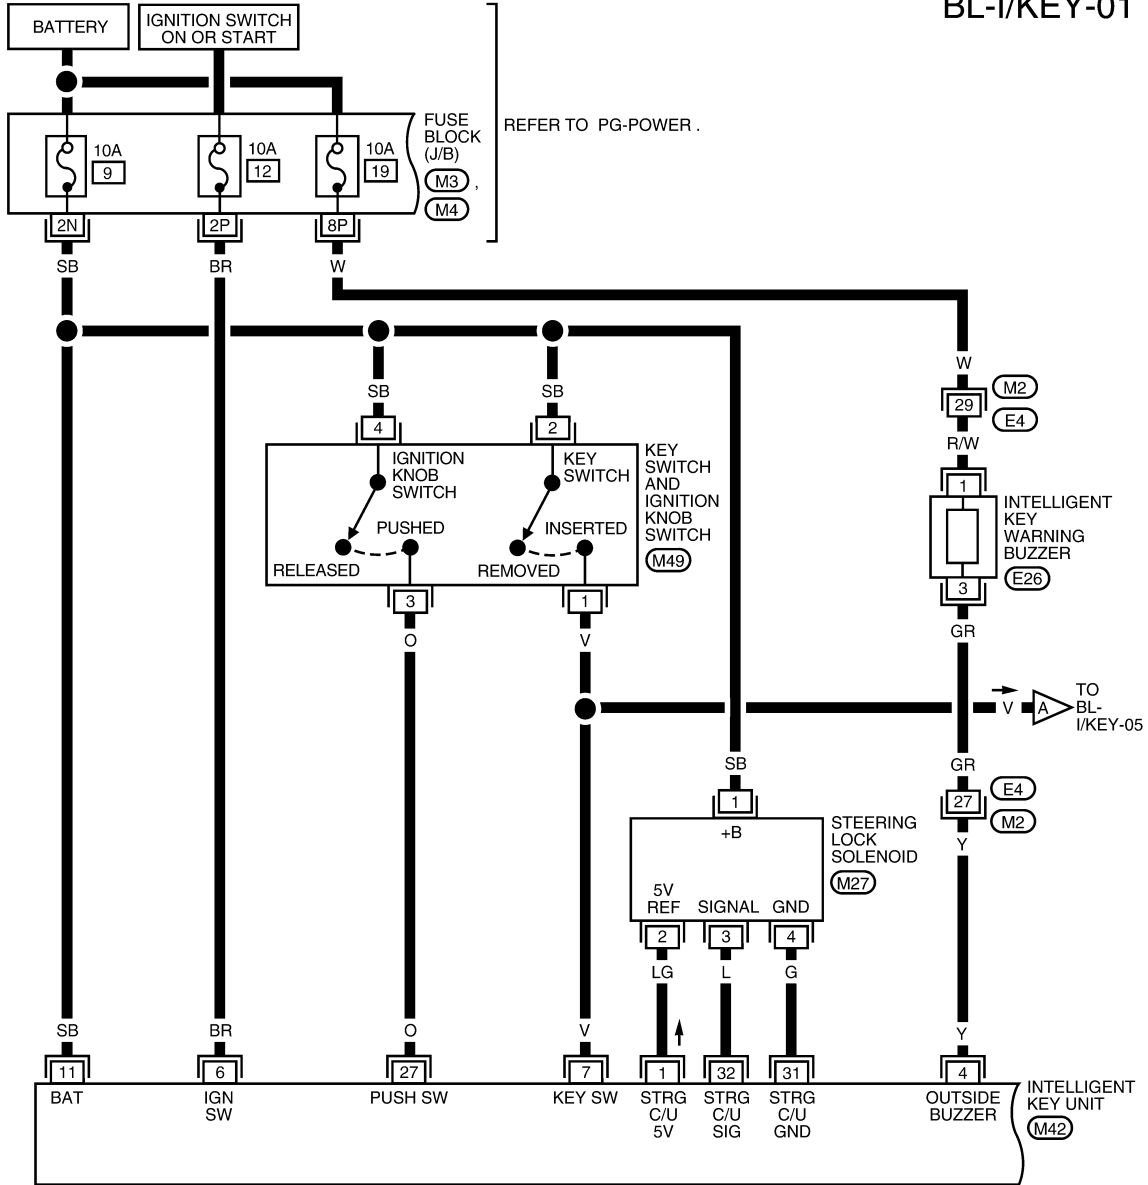 BL-I/KEY-01
BATTERY
IGNITION SWITCH
ON OR START
FUSE
BLOCK
(J/B)
M3 ,
M4
REFER TO PG-POWER .
10A
9
10A
12
10A
19
2N
2P
8P
SB
BR
W
W
29
M2
E4
R/W
SB
SB
4
2
IGNITION
KNOB
SWITCH
KEY
SWITCH
PUSHED
INSERTED
RELEASED
REMOVED
KEY
SWITCH
AND
IGNITION
KNOB
SWITCH
M49
1
INTELLIGENT
KEY
WARNING
BUZZER
E26
3
3
1
O
V
GR
V
A
TO
BL-
I/KEY-05
SB
GR
1
27
E4
M2
+B
STEERING
LOCK
SOLENOID
M27
Y
5V
REF
SIGNAL
GND
2
3
4
LG
L
G
SB
BR
O
V
Y
11
6
27
7
1
32
31
4
BAT
IGN
SW
PUSH SW
KEY SW
STRG
C/U
5V
STRG
C/U
SIG
STRG
C/U
GND
OUTSIDE
BUZZER
INTELLIGENT
KEY UNIT
M42